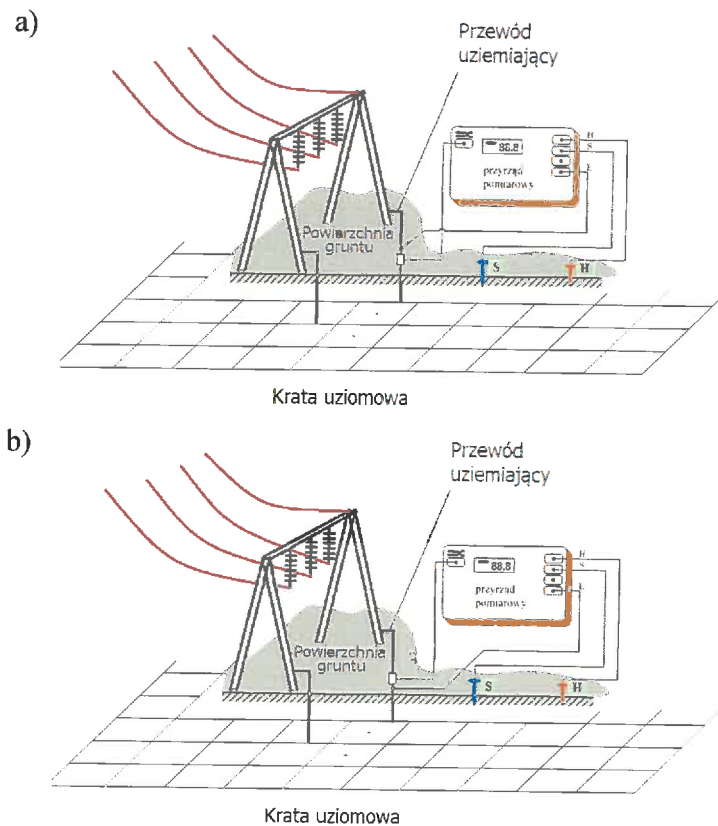 a)
Przewód
uziemiający
H
S
88.8
E
przyrząd
pomiarowy
Powierzchnia
gruntu
S
H
Krata uziomowa
b)
Przewód
uziemiający
H
S
88.8
E
przyrząd
pomiarowy
Powierzchnia
gruntu
S
H
Krata uziomowa